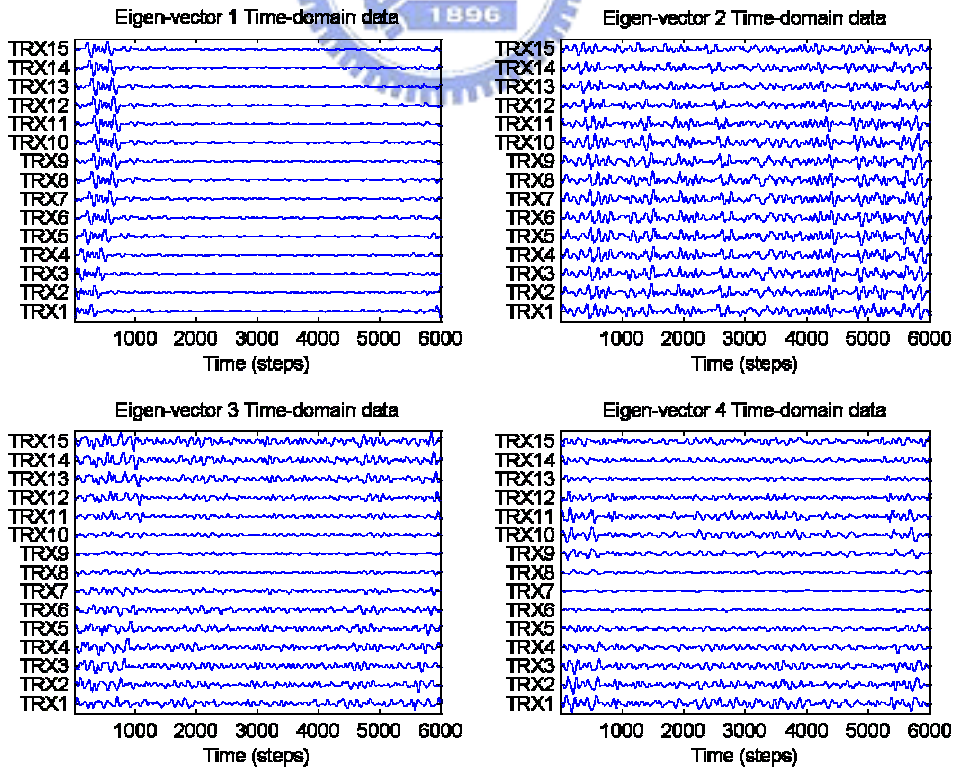 1896
Eigen-vector 1 Time-domain data
TRX15
TRX14
TRX13
TRX12
TRX11
TRX10
TRX9
TRX8
TRX7
TRX6
TRX5
TRX4
TRX3
TRX2
TRX1
1000 2000 3000 4000 5000 6000
Time (steps)
Eigen-vector 2 Time-domain data
TRX15
TRX14
TRX13
TRX12
TRX11
TRX10
TRX9
TRX8
TRX7
TRX6
TRX5
TRX4
TRX3
TRX2
TRX1
1000 2000 3000 4000 5000 6000
Time (steps)
Eigen-vector 3 Time-domain data
TRX15
TRX14
TRX13
TRX12
TRX11
TRX10
TRX9
TRX8
TRX7
TRX6
TRX5
TRX4
TRX3
TRX2
TRX1
1000 2000 3000 4000 5000 6000
Time (steps)
Eigen-vector 4 Time-domain data
TRX15
TRX14
TRX13
TRX12
TRX11
TRX10
TRX9
TRX8
TRX7
TRX6
TRX5
TRX4
TRX3
TRX2
TRX1
1000 2000 3000 4000 5000 6000
Time (steps)